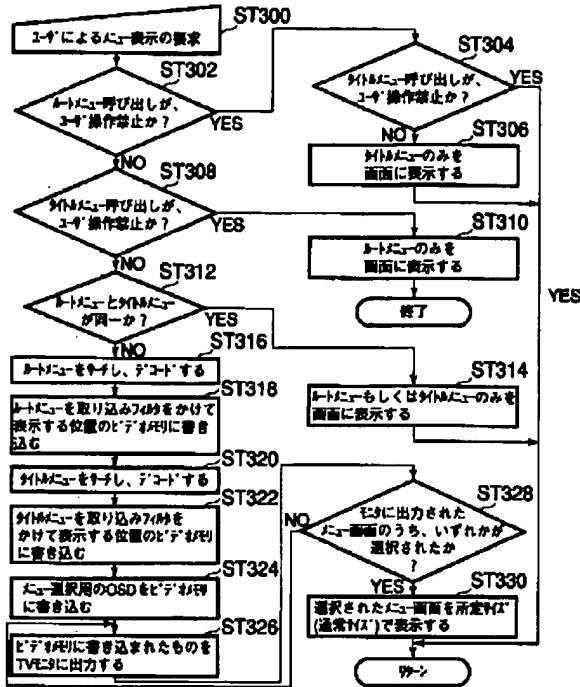 ST300
ユーザによるメニュー表示の要求
ST302
ルートメニュー呼び出しが、
ユーザ操作禁止か?
YES
NO
ST304
タイトルメニュー呼び出しが、
ユーザ操作禁止か?
YES
NO
ST306
タイトルメニューのみを
画面に表示する
ST308
タイトルメニュー呼び出しが、
ユーザ操作禁止か?
YES
NO
ST310
ルートメニューのみを
画面に表示する
終了
YES
ST312
ルートメニューとタイトルメニュー
が同一か?
YES
NO
ST314
ルートメニューもしくはタイトルメニューのみを
画面に表示する
ST316
ルートメニューをサーチし、デコードする
ST318
ルートメニューを取り込みフィルタをかけて
表示する位置のビデオメモリに書き
込む
ST320
タイトルメニューをサーチし、デコードする
ST322
タイトルメニューを取り込みフィルタを
かけて表示する位置のビデオメモリ
に書き込む
ST324
メニュー選択用のOSDをビデオメモリ
に書き込む
ST326
ビデオメモリに書き込まれたものを
TVモニタに出力する
ST328
モニタに出力された
メニュー画面のうち、いずれかが
選択されたか
?
NO
YES
ST330
選択されたメニュー画面を所定サイズ
(通常サイズ)で表示する
リターン